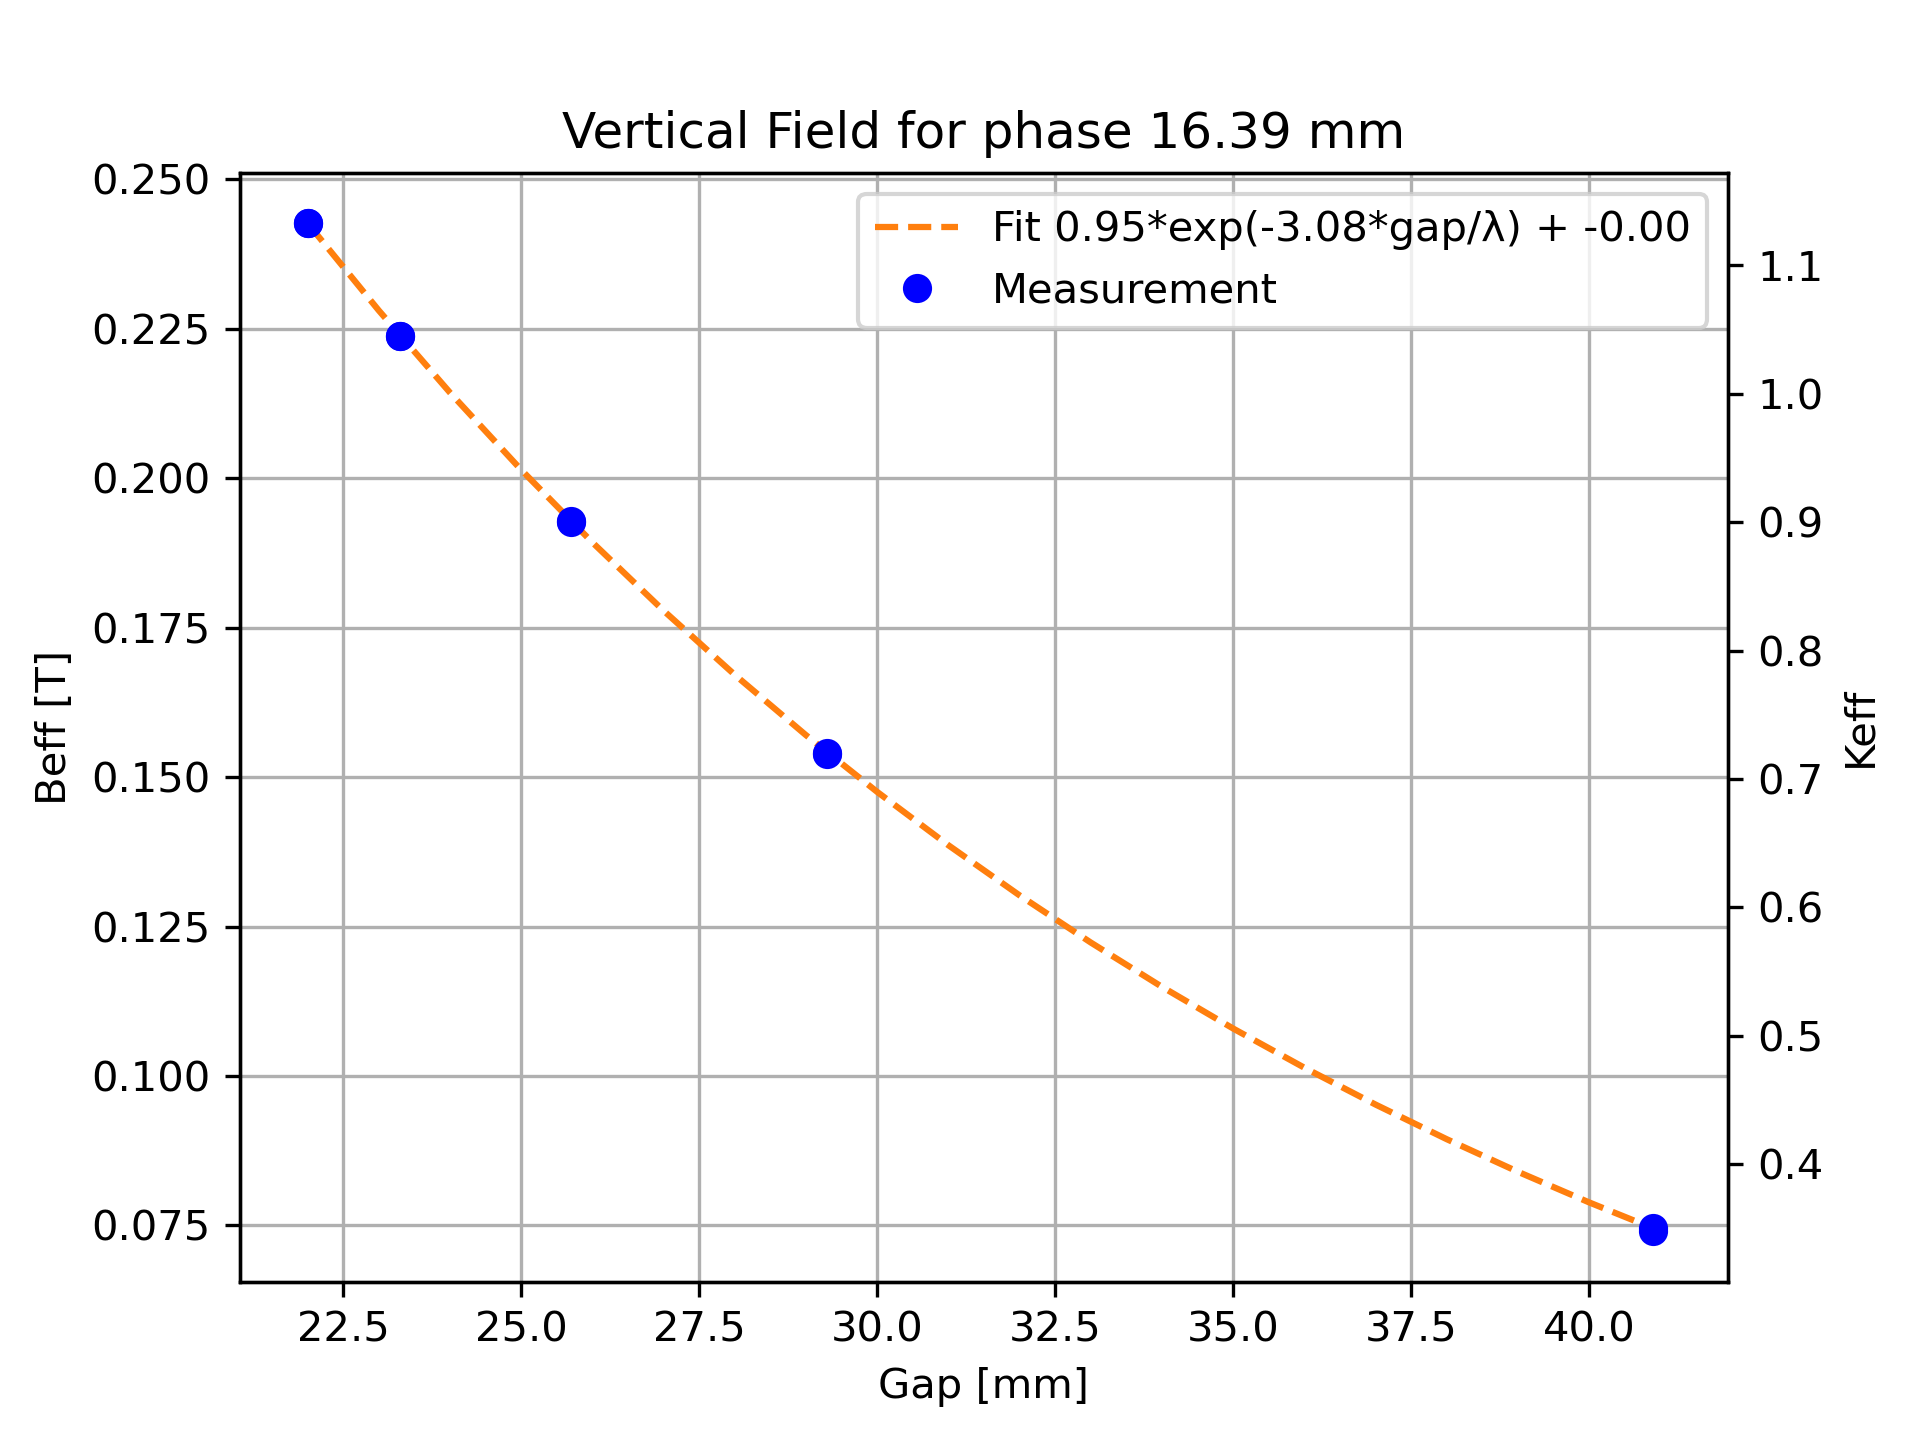 Vertical Field for phase 16.39 mm
Fit 0.95*exp(-3.08*gap/λ) + -0.00
Measurement
0.250
0.225
0.200
0.175
0.150
0.125
0.100
0.075
Beff [T]
1.1
1.0
0.9
0.8
0.7
0.6
0.5
0.4
Keff
22.5 25.0 27.5 30.0 32.5 35.0 37.5 40.0
Gap [mm]